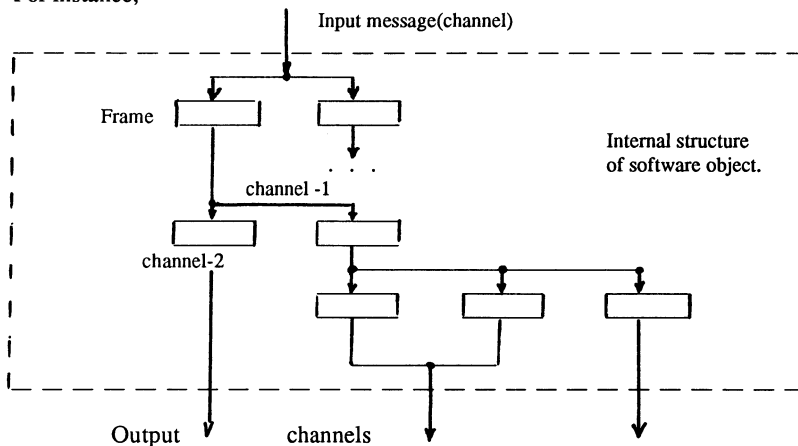 For instance,
Input message(channel)
Frame
Internal structure
of software object.
. . .
channel -1
channel-2
Output channels